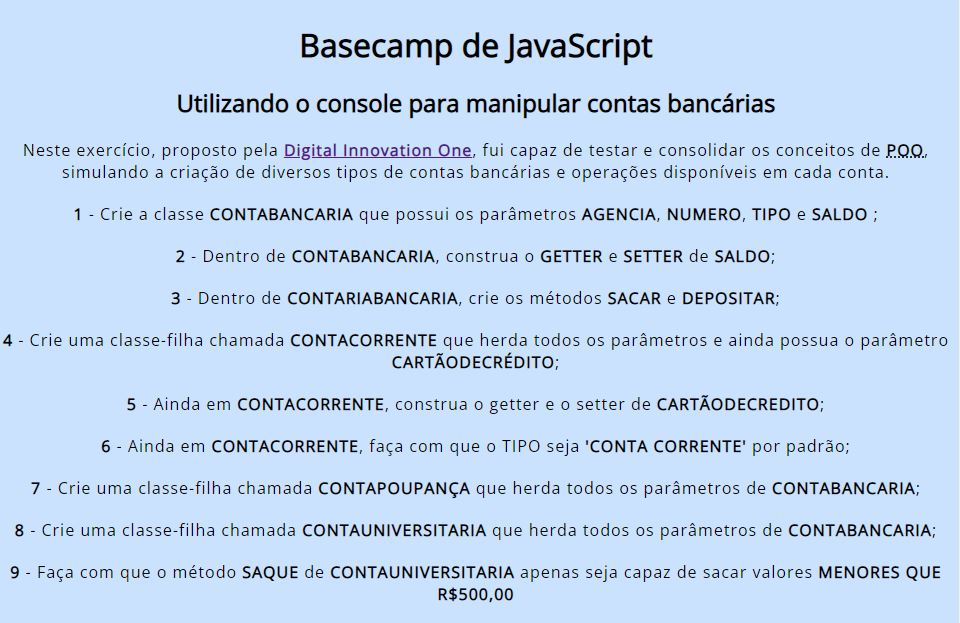 Basecamp de JavaScript
Utilizando o console para manipular contas bancárias
Neste exercício, proposto pela Digital Innovation One, fui capaz de testar e consolidar os conceitos de POO,
simulando a criação de diversos tipos de contas bancárias e operações disponíveis em cada conta.
1 - Crie a classe CONTABANCARIA que possui os parâmetros AGENCIA, NUMERO, TIPO e SALDO ;
2 - Dentro de CONTABANCARIA, construa o GETTER e SETTER de SALDO;
3 - Dentro de CONTARIABANCARIA, crie os métodos SACAR e DEPOSITAR;
4 - Crie uma classe-filha chamada CONTACORRENTE que herda todos os parâmetros e ainda possua o parâmetro
CARTÃODECRÉDITO;
5 - Ainda em CONTACORRENTE, construa o getter e o setter de CARTÃODECREDITO;
6 - Ainda em CONTACORRENTE, faça com que o TIPO seja 'CONTA CORRENTE' por padrão;
7 - Crie uma classe-filha chamada CONTAPOUPANÇA que herda todos os parâmetros de CONTABANCARIA;
8 - Crie uma classe-filha chamada CONTAUNIVERSITARIA que herda todos os parâmetros de CONTABANCARIA;
9 - Faça com que o método SAQUE de CONTAUNIVERSITARIA apenas seja capaz de sacar valores MENORES QUE
R$500,00